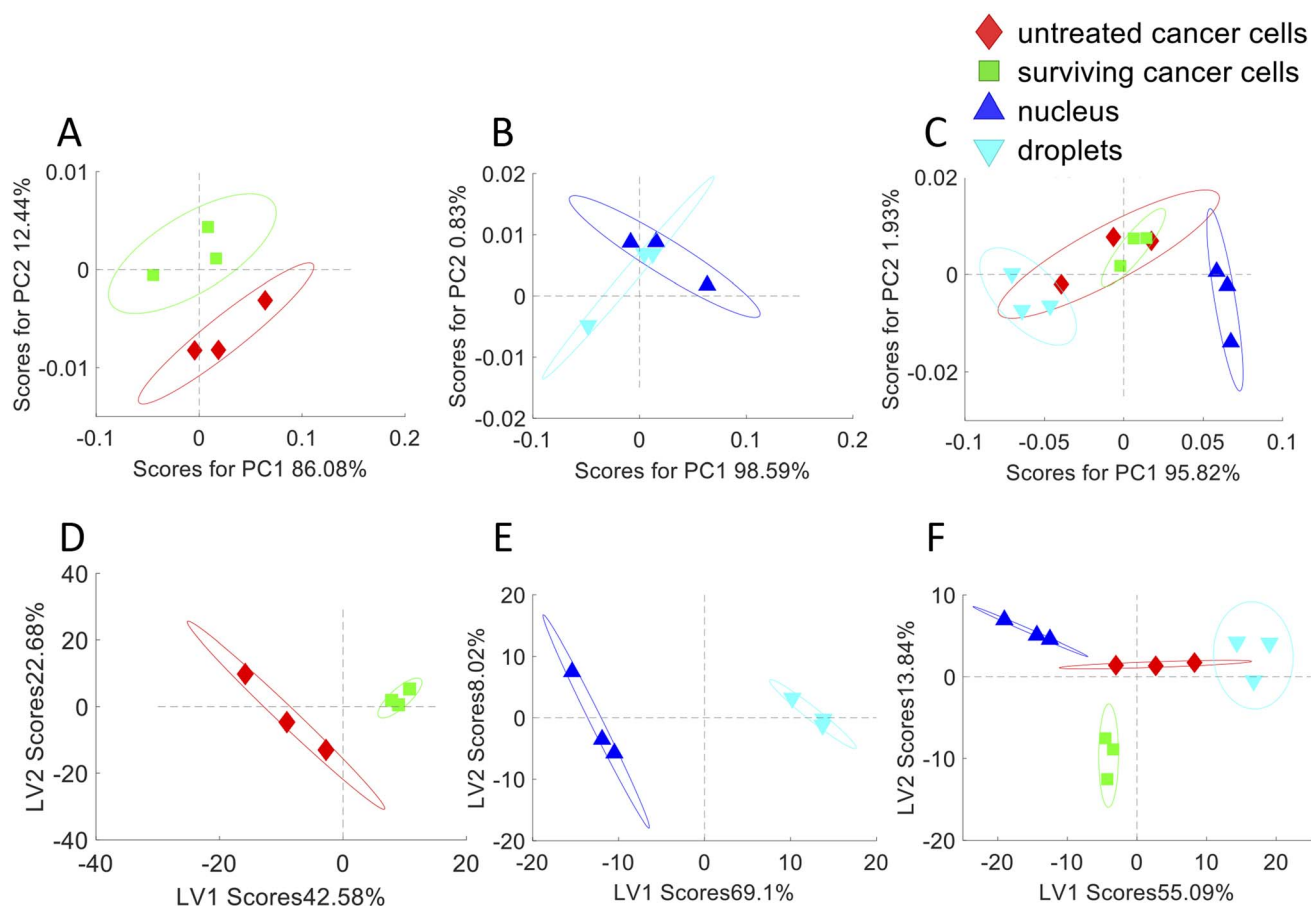 untreated cancer cells
surviving cancer cells
nucleus
droplets
A
0.01
0
-0.01
-0.1
0
0.1
0.2
Scores for PC2 12.44%
Scores for PC1 86.08%
B
0.02
0.01
0
-0.01
-0.02
-0.1
0
0.1
0.2
Scores for PC2 0.83%
Scores for PC1 98.59%
C
0.02
0
-0.02
-0.1
-0.05
0
0.05
0.1
Scores for PC2 1.93%
Scores for PC1 95.82%
D
40
20
0
-20
-40
-40
-20
0
20
LV2 Scores22.68%
LV1 Scores42.58%
E
20
10
0
-10
-20
-20
-10
0
10
20
LV2 Scores8.02%
LV1 Scores69.1%
F
10
0
-10
-20
-20
-10
0
10
20
LV2 Scores13.84%
LV1 Scores55.09%